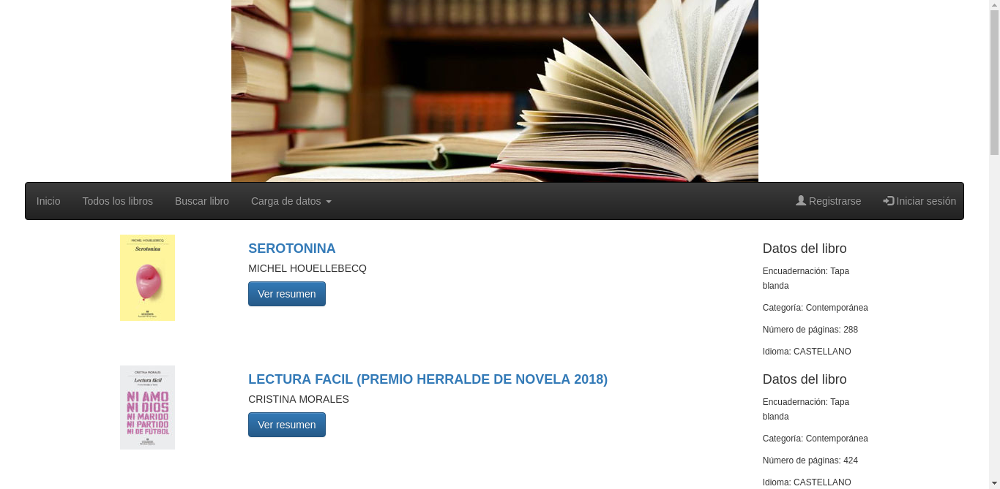 Inicio Todos los libros Buscar libro Carga de datos Registrarse Iniciar sesión
MICHEL HOUELLEBECQ
Serotonina
SEROTONINA
MICHEL HOUELLEBECQ
Ver resumen
Datos del libro
Encuadernación: Tapa
blanda
Categoría: Contemporánea
Número de páginas: 288
Idioma: CASTELLANO
CRISTINA MORALES
Lectura fácil
NI AMO
NI DIOS
NI MARIDO
NI PARTIDO
NI DE FÚTBOL
LECTURA FACIL (PREMIO HERRALDE DE NOVELA 2018)
CRISTINA MORALES
Ver resumen
Datos del libro
Encuadernación: Tapa
blanda
Categoría: Contemporánea
Número de páginas: 424
Idioma: CASTELLANO